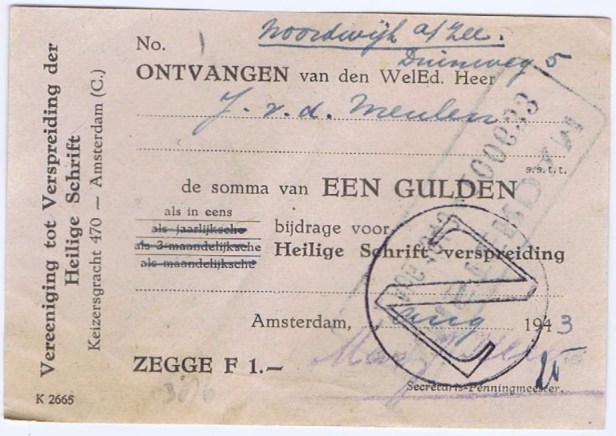 Vereeniging tot Verspreiding der
Heilige Schrift
Keizersgracht 470 — Amsterdam (C.)
K 2665
No. 1
Noordwijk a/Zee.
Duinweg 5
ONTVANGEN van den WelEd. Heer
J. v. d. Meulen
s.s.t.t.
de somma van EEN GULDEN
als in eens
als jaarlijksche
als 3-maandelijksche
als maandelijksche
bijdrage voor
Heilige Schrift-verspreiding
Amsterdam, Aug 1943
ZEGGE F 1.—
Secretaris-Penningmeester.
000033